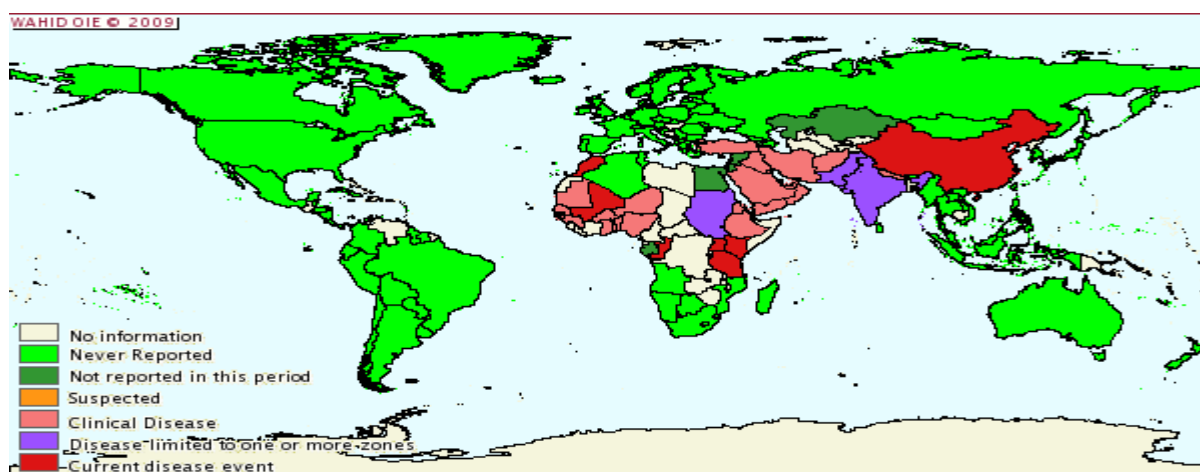 WAHID OIE © 2009
No information
Never Reported
Not reported in this period
Suspected
Clinical Disease
Disease limited to one or more zones
Current disease event